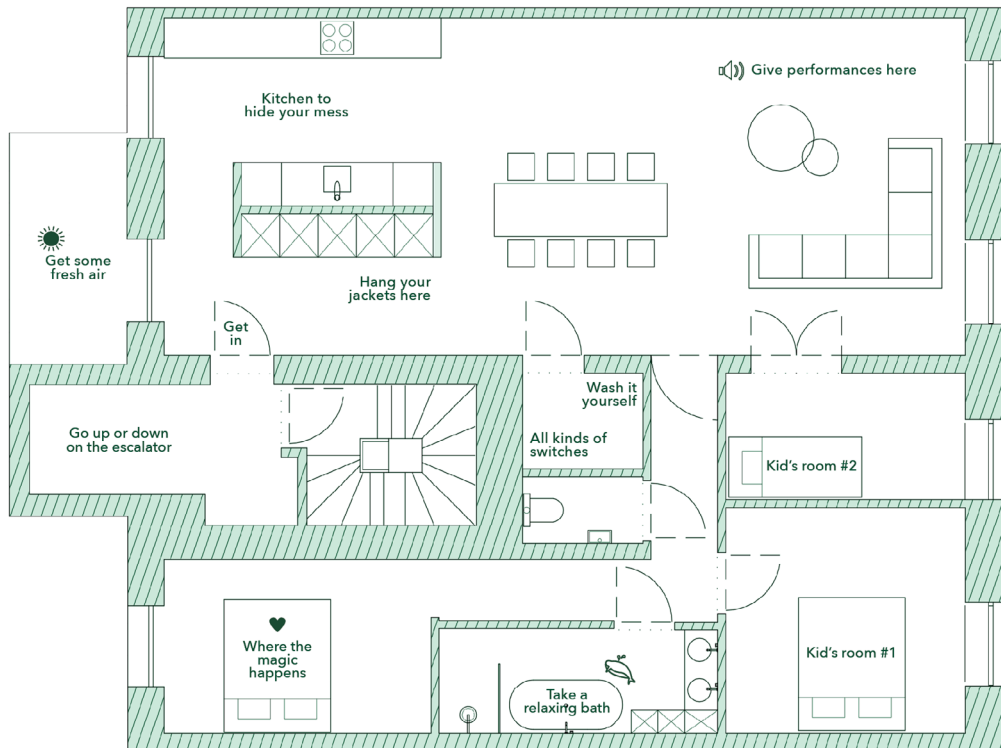 Give performances here
Kitchen to
hide your mess
Get some
fresh air
Hang your
jackets here
Get
in
Wash it
yourself
Go up or down
on the escalator
All kinds of
switches
Kid's room #2
Where the
magic
happens
Kid's room #1
Take a
relaxing bath